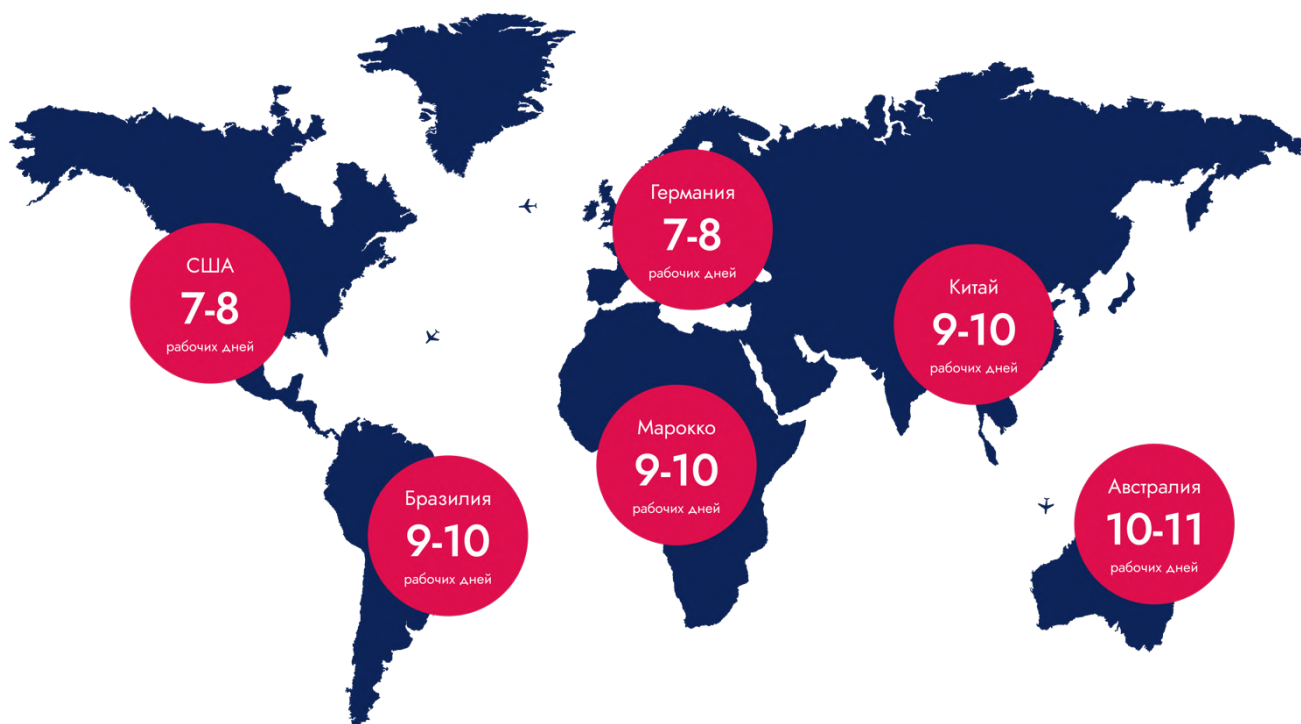 Германия
7-8
рабочих дней
США
7-8
рабочих дней
Китай
9-10
рабочих дней
Марокко
9-10
рабочих дней
Бразилия
9-10
рабочих дней
Австралия
10-11
рабочих дней